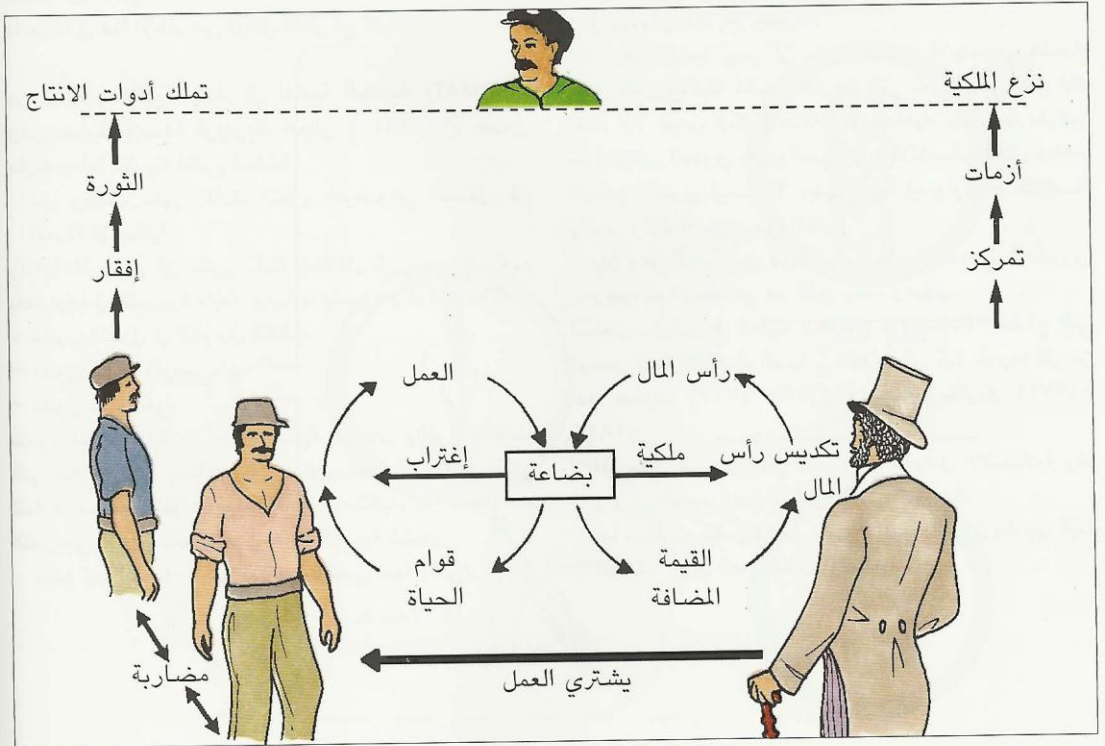 نزع الملكية
تملك أدوات الانتاج
أزمات
الثورة
تمركز
إفقار
رأس المال
العمل
تكديس رأس
المال
ملكية
بضاعة
إغتراب
القيمة
المضافة
قوام
الحياة
يشتري العمل
مضاربة